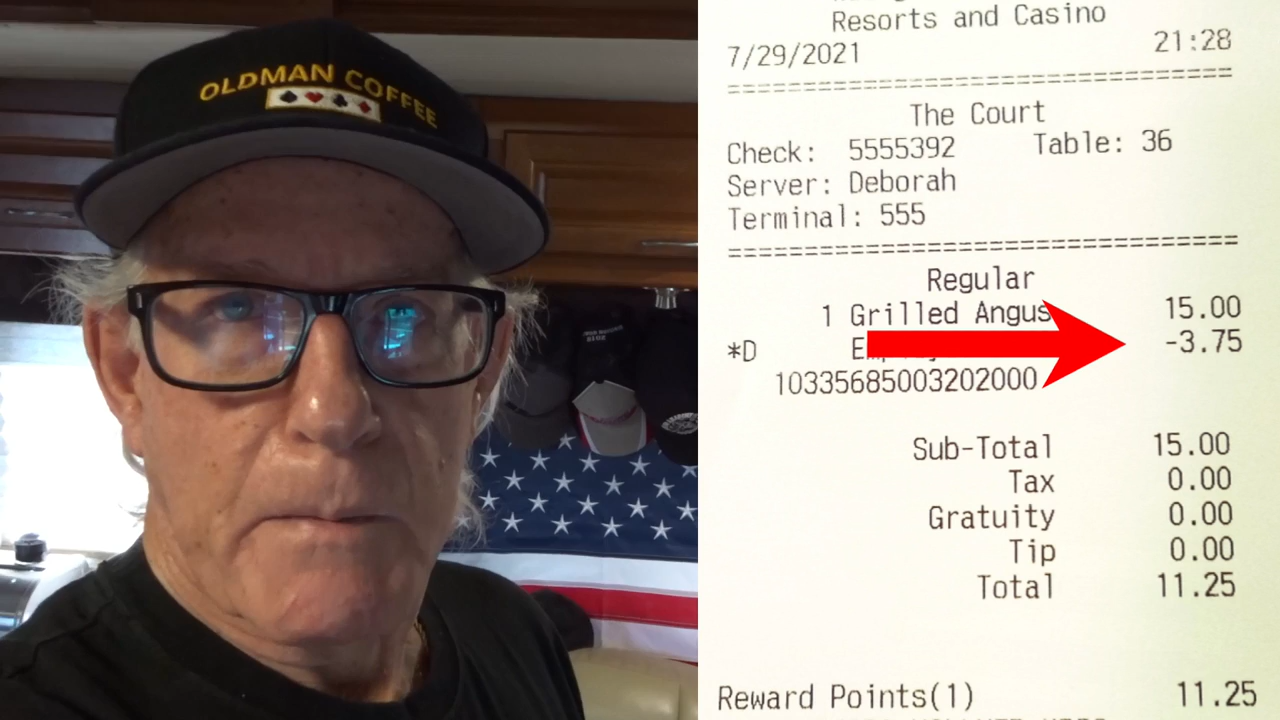 OLDMAN COFFEE
Resorts and Casino
7/29/2021 21:28
The Court
Check: 5555392 Table: 36
Server: Deborah
Terminal: 555
Regular
1 Grilled Angus 15.00
*D -3.75
10335685003202000
Sub-Total 15.00
Tax 0.00
Gratuity 0.00
Tip 0.00
Total 11.25
Reward Points(1) 11.25